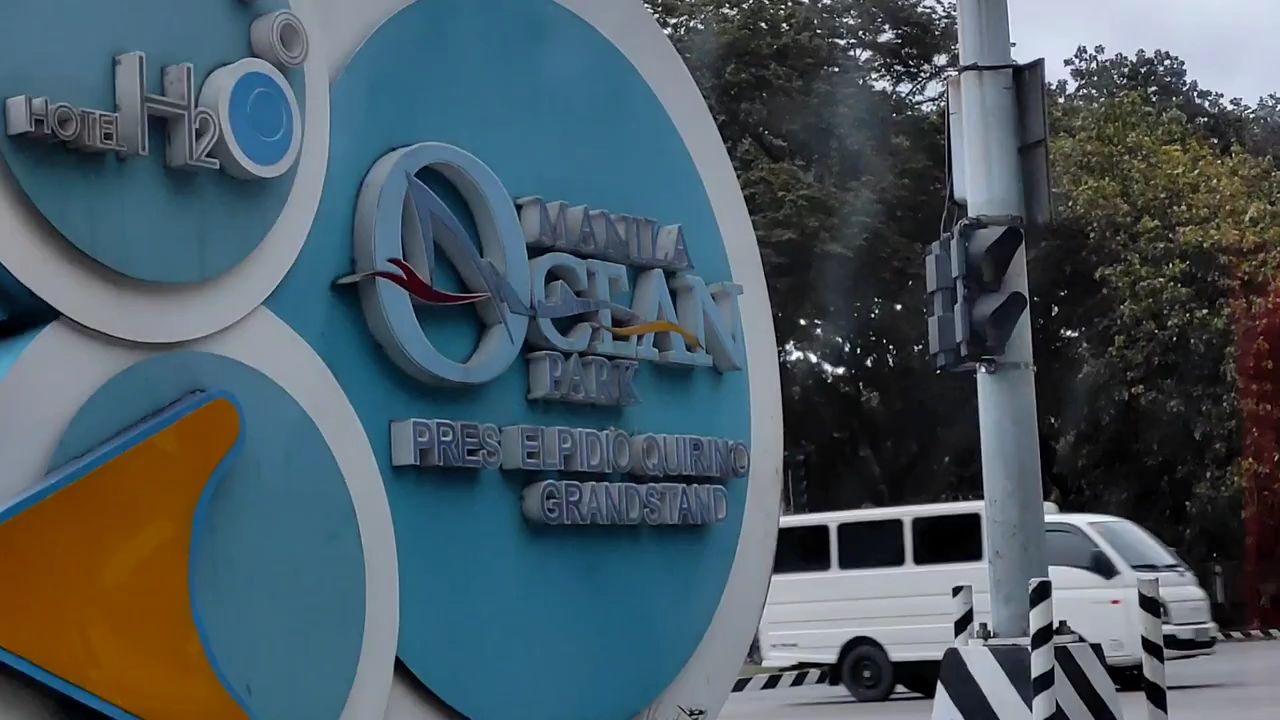 HOTEL H2O
MANILA
OCEAN
PARK
PRES ELPIDIO QUIRINO
GRANDSTAND